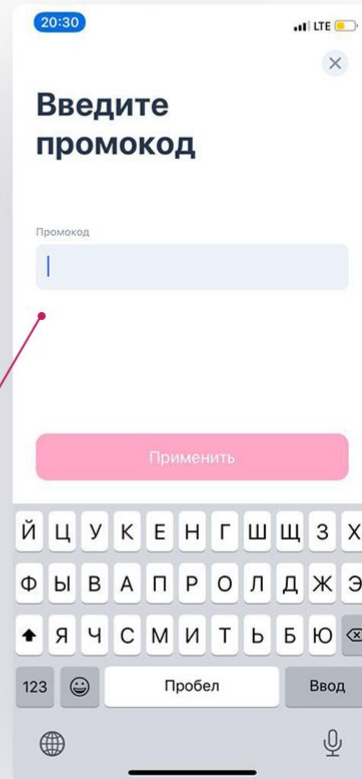 20:30
LTE
Введите
промокод
Промокод
Применить
Й Ц У К Е Н Г Ш Щ З Х
Ф Ы В А П Р О Л Д Ж Э
Я Ч С М И Т Ь Б Ю
123 Пробел Ввод